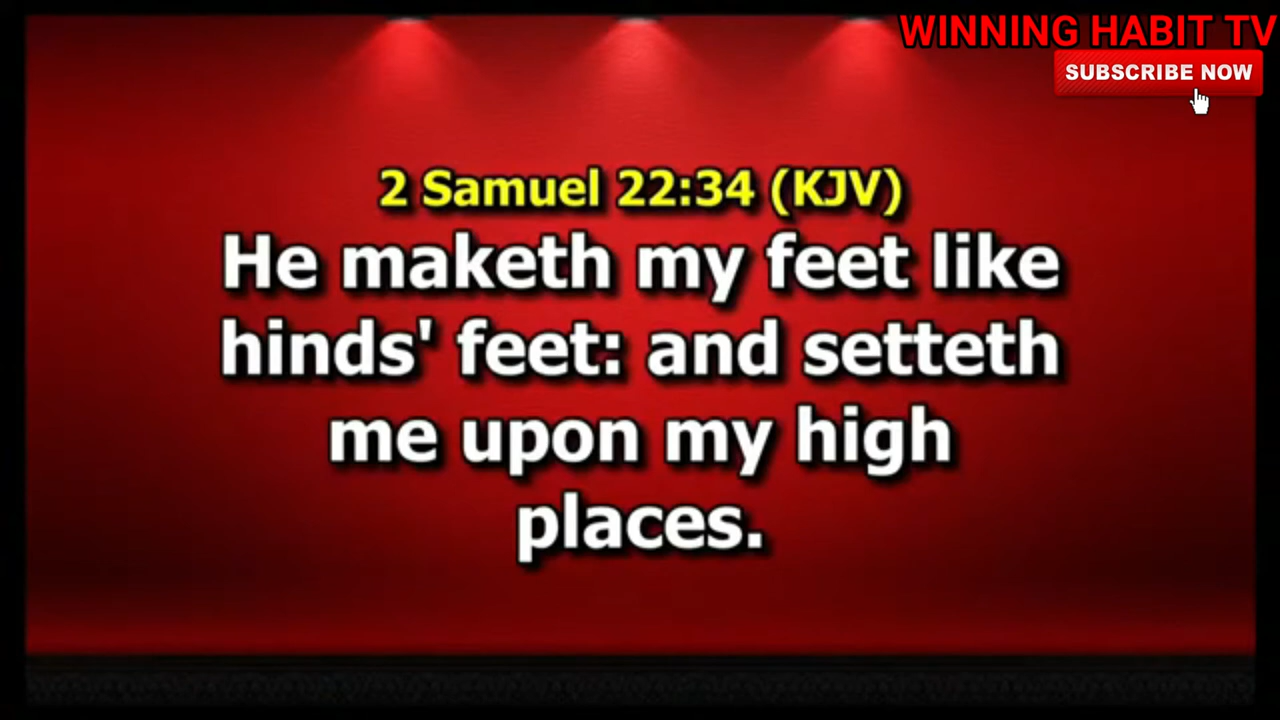 WINNING HABIT TV
SUBSCRIBE NOW
2 Samuel 22:34 (KJV)
He maketh my feet like
hinds' feet: and setteth
me upon my high
places.